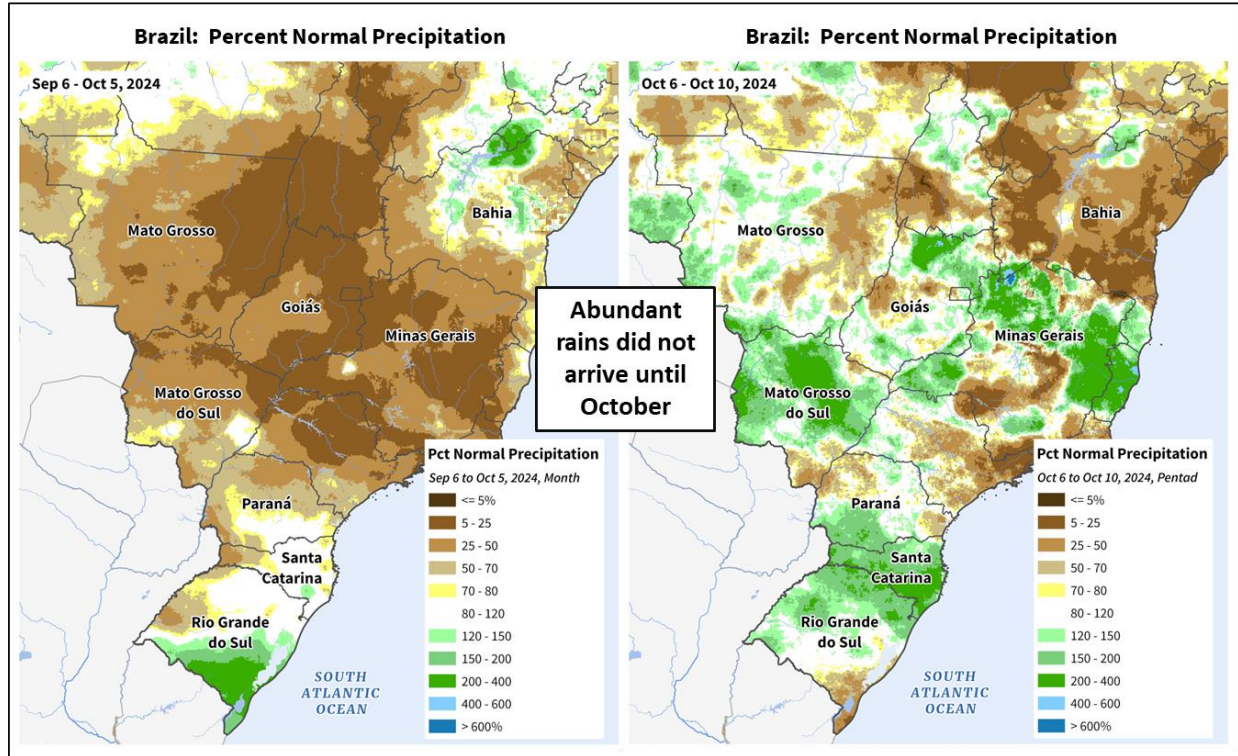 Brazil: Percent Normal Precipitation
Sep 6 - Oct 5, 2024
Mato Grosso
Bahia
Goiás
Minas Gerais
Mato Grosso
do Sul
Paraná
Santa
Catarina
Rio Grande
do Sul
SOUTH
ATLANTIC
OCEAN
Pct Normal Precipitation
Sep 6 to Oct 5, 2024, Month
<= 5%
5 - 25
25 - 50
50 - 70
70 - 80
80 - 120
120 - 150
150 - 200
200 - 400
400 - 600
> 600%
Abundant
rains did not
arrive until
October
Brazil: Percent Normal Precipitation
Oct 6 - Oct 10, 2024
Mato Grosso
Bahia
Goiás
Minas Gerais
Mato Grosso
do Sul
Paraná
Santa
Catarina
Rio Grande
do Sul
SOUTH
ATLANTIC
OCEAN
Pct Normal Precipitation
Oct 6 to Oct 10, 2024, Pentad
<= 5%
5 - 25
25 - 50
50 - 70
70 - 80
80 - 120
120 - 150
150 - 200
200 - 400
400 - 600
> 600%